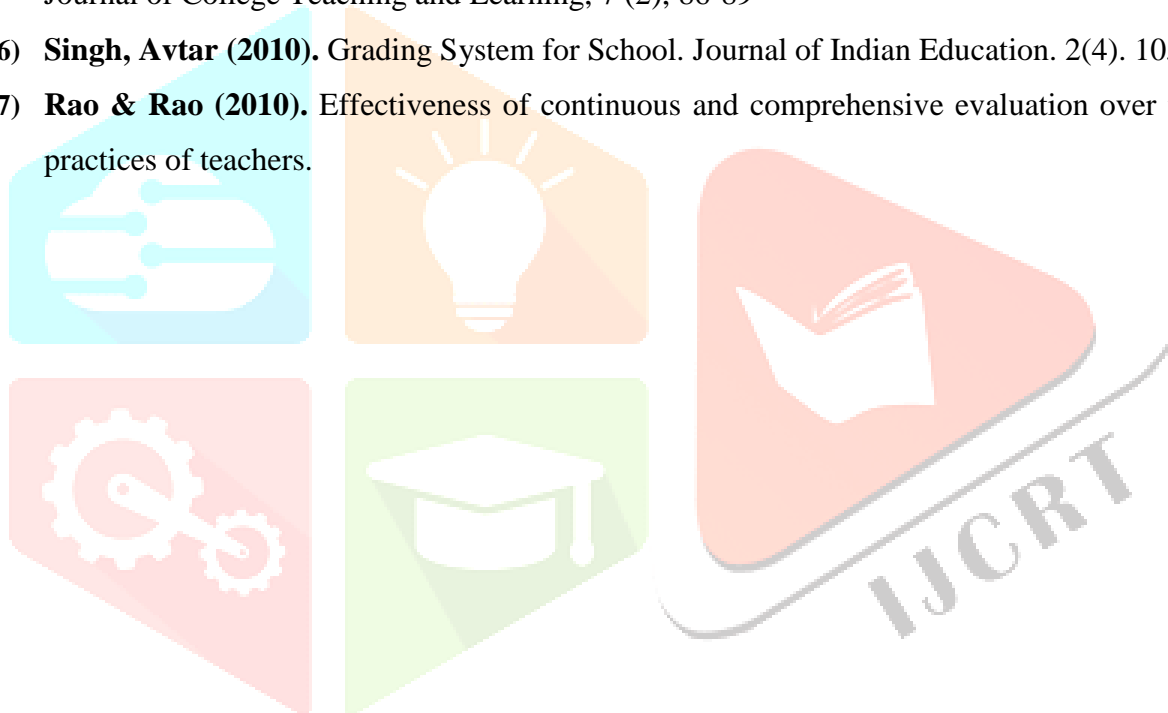 Journal of College Teaching and Learning, 7 (2), 86-89
6) Singh, Avtar (2010). Grading System for School. Journal of Indian Education. 2(4). 10
7) Rao & Rao (2010). Effectiveness of continuous and comprehensive evaluation over
practices of teachers.
IJCRT